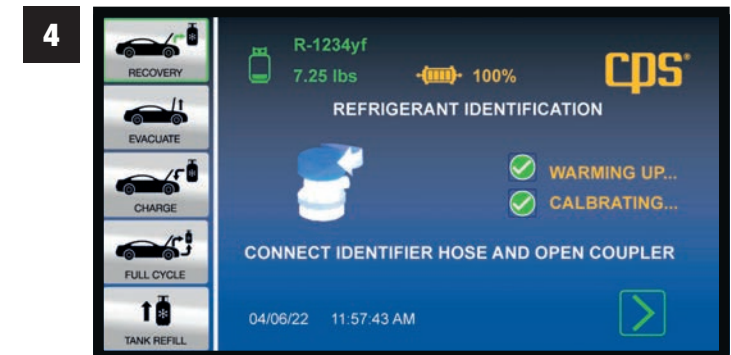 4
RECOVERY
EVACUATE
CHARGE
FULL CYCLE
TANK REFILL
R-1234yf
7.25 lbs
100%
cps®
REFRIGERANT IDENTIFICATION
WARMING UP...
CALBRATING...
CONNECT IDENTIFIER HOSE AND OPEN COUPLER
04/06/22 11:57:43 AM